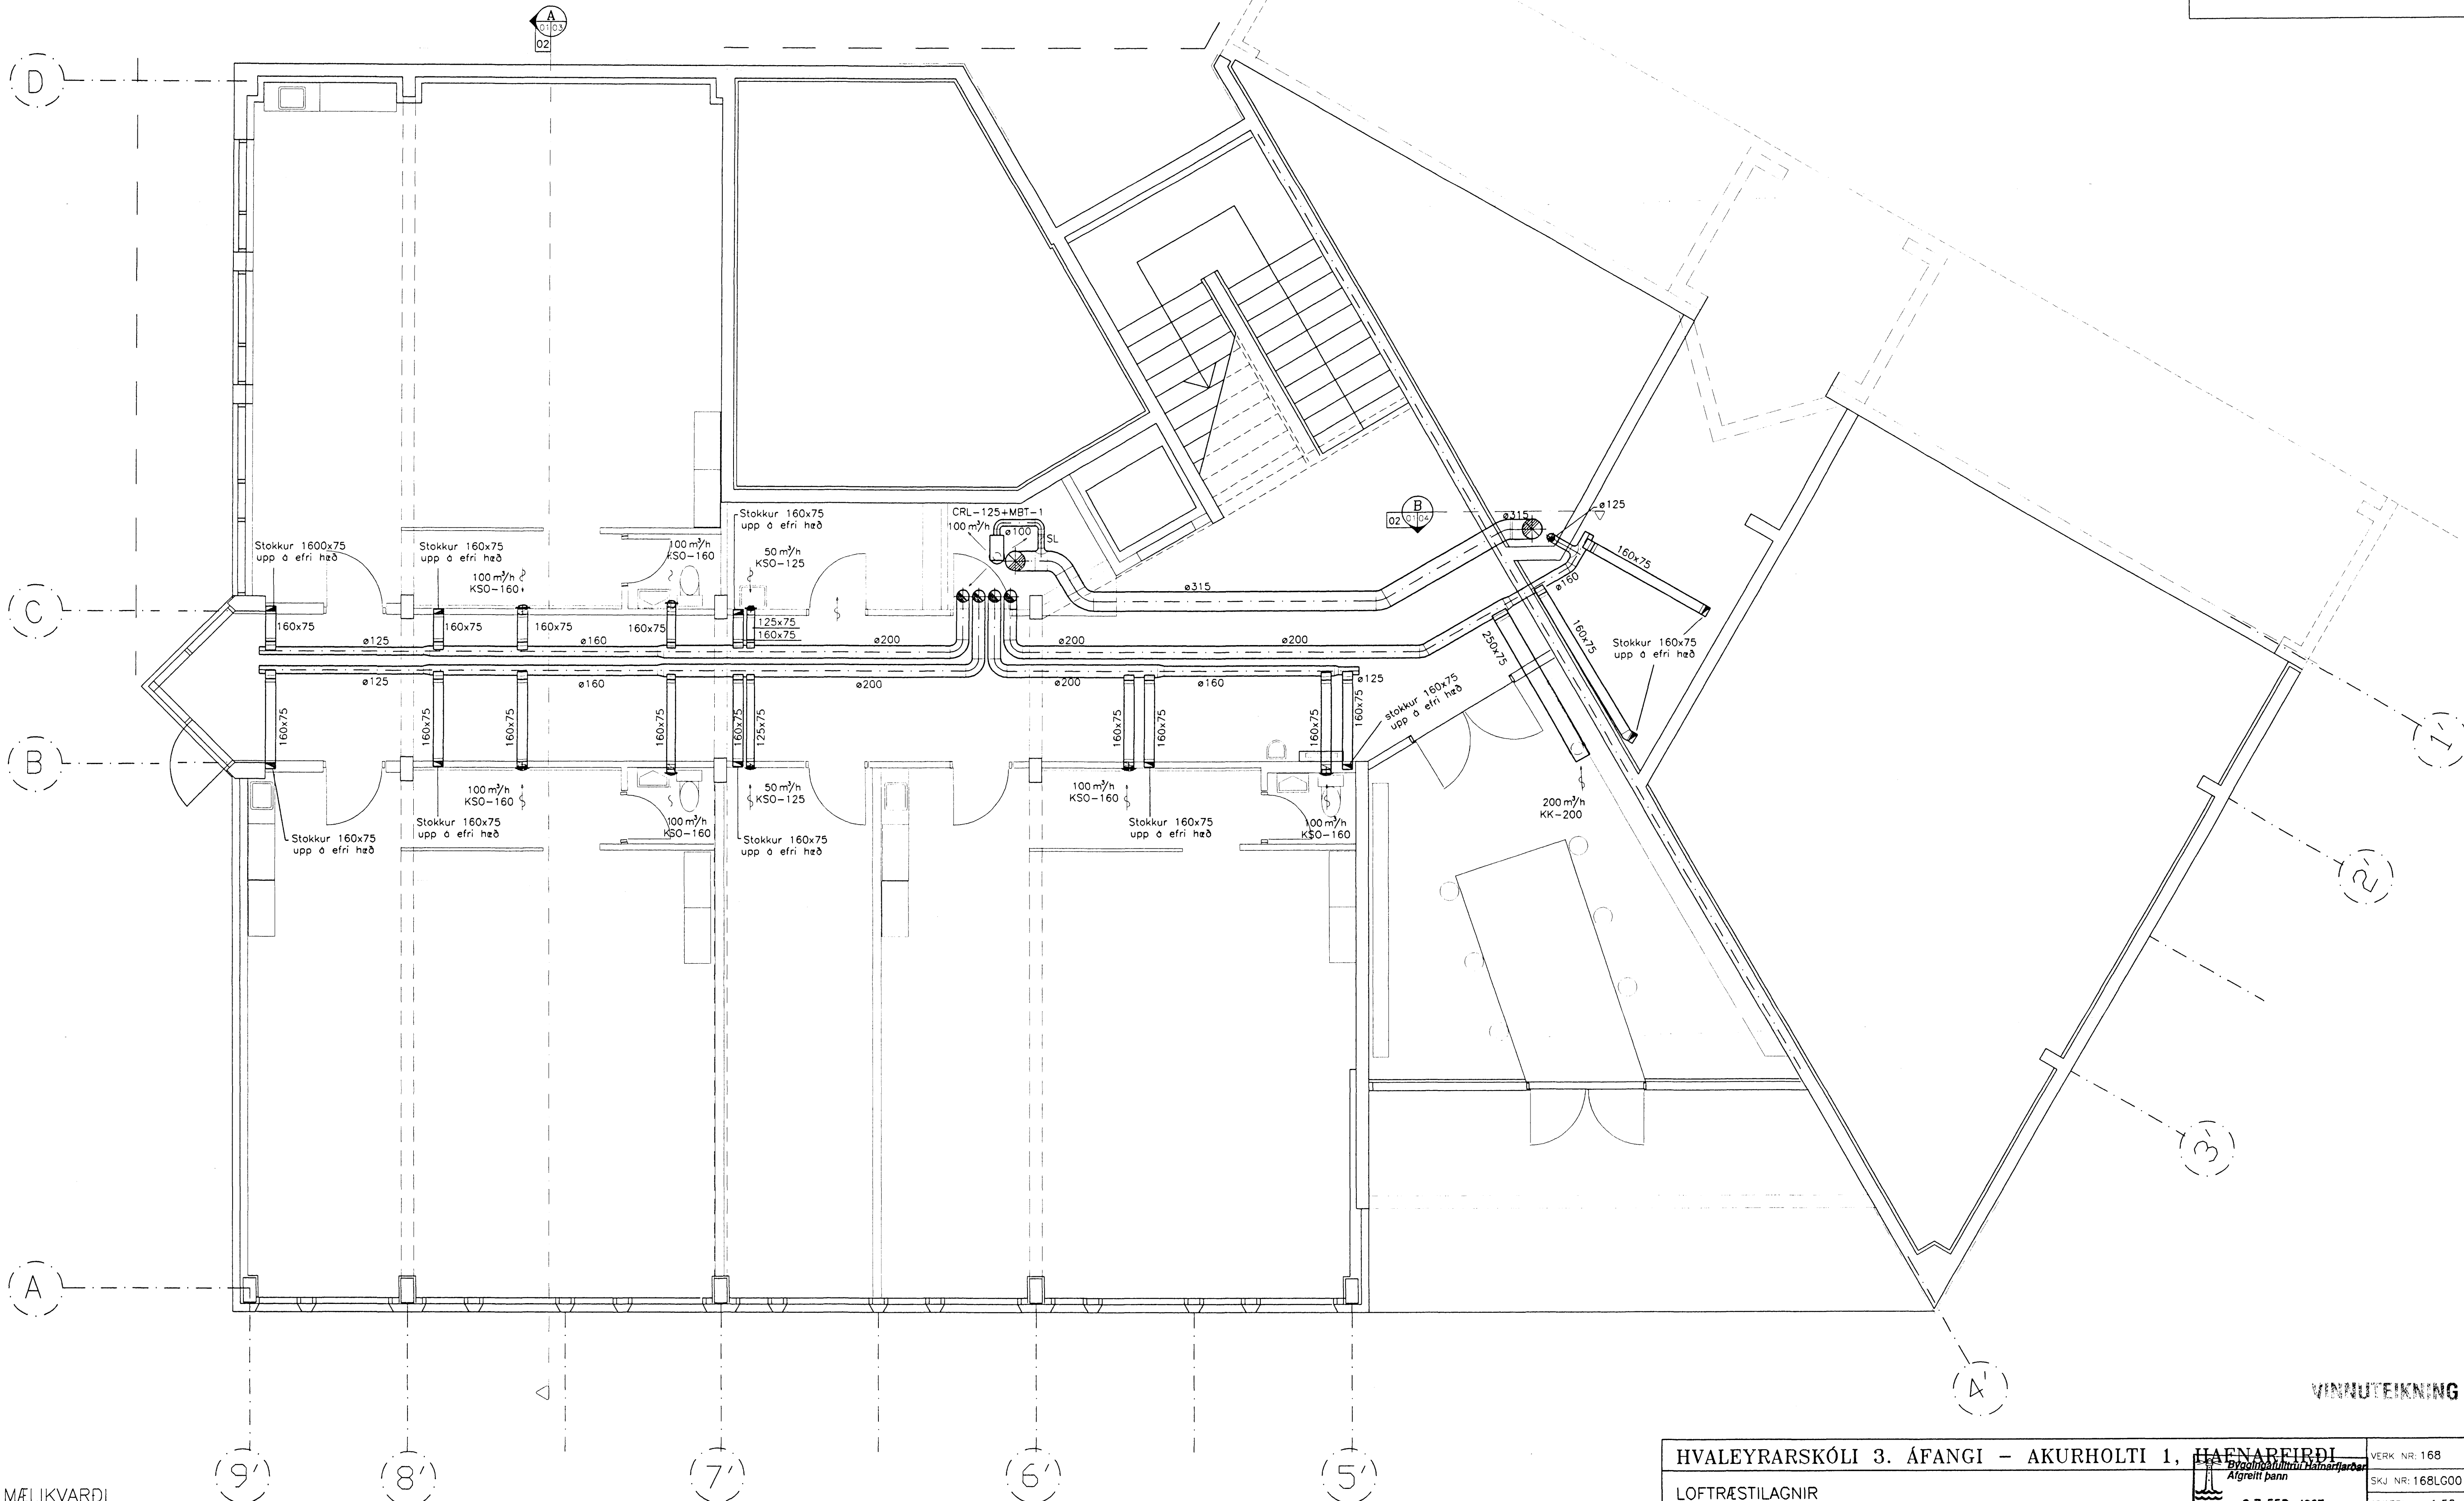 A
01 03
02
D
Stokkur 1600x75
upp á efri hæð
Stokkur 160x75
upp á efri hæð
100 m³/h
KSO-160
100 m³/h
KSO-160
Stokkur 160x75
upp á efri hæð
50 m³/h
KSO-125
CRL-125+MBT-1
100 m³/h
ø100
SL
B
01 04
02
ø315
ø125
160x75
ø160
ø315
C
160x75
160x75
160x75
160x75
125x75
160x75
ø125
ø160
ø200
ø200
ø200
250x75
160x75
Stokkur 160x75
upp á efri hæð
ø125
ø160
ø200
ø200
ø160
ø125
160x75
160x75
160x75
160x75
160x75
125x75
160x75
160x75
160x75
160x75
stokkur 160x75
upp á efri hæð
B
Stokkur 160x75
upp á efri hæð
Stokkur 160x75
upp á efri hæð
100 m³/h
KSO-160
100 m³/h
KSO-160
50 m³/h
KSO-125
Stokkur 160x75
upp á efri hæð
100 m³/h
KSO-160
Stokkur 160x75
upp á efri hæð
100 m³/h
KSO-160
200 m³/h
KK-200
1'
2'
3'
A
4'
VINNUTEIKNING
9'
8'
7'
6'
5'
MÆLIKVARÐI
HVALEYRARSKÓLI 3. ÁFANGI - AKURHOLTI 1, HAFNARFIRÐI
VERK NR: 168
Byggingafulltrúi Hafnarfjarðar
Afgreitt þann
SKJ NR: 168LG00
LOFTRÆSTILAGNIR